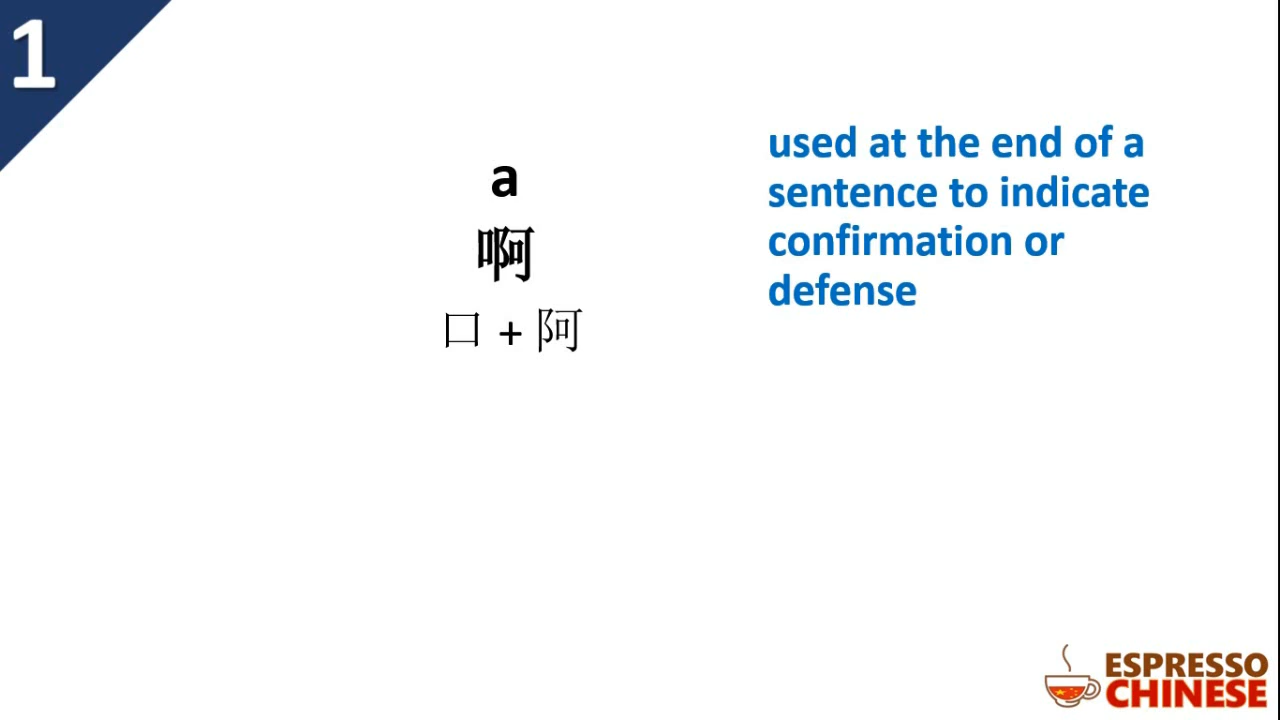 1
a
啊
口 + 阿
used at the end of a
sentence to indicate
confirmation or
defense
ESPRESSO
CHINESE